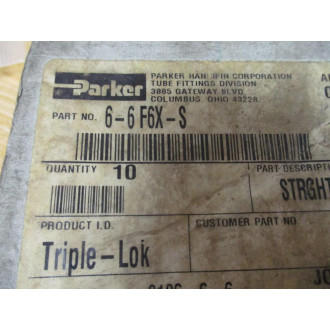 Parker
PARKER HANNIFIN CORPORATION
TUBE FITTINGS DIVISION
3885 GATEWAY BLVD
COLUMBUS, OHIO 43228
PART NO. 6-6 F6X-S
QUANTITY 10
PART DESCRIPTI
STRGHT
PRODUCT I.D.
CUSTOMER PART NO.
Triple-Lok